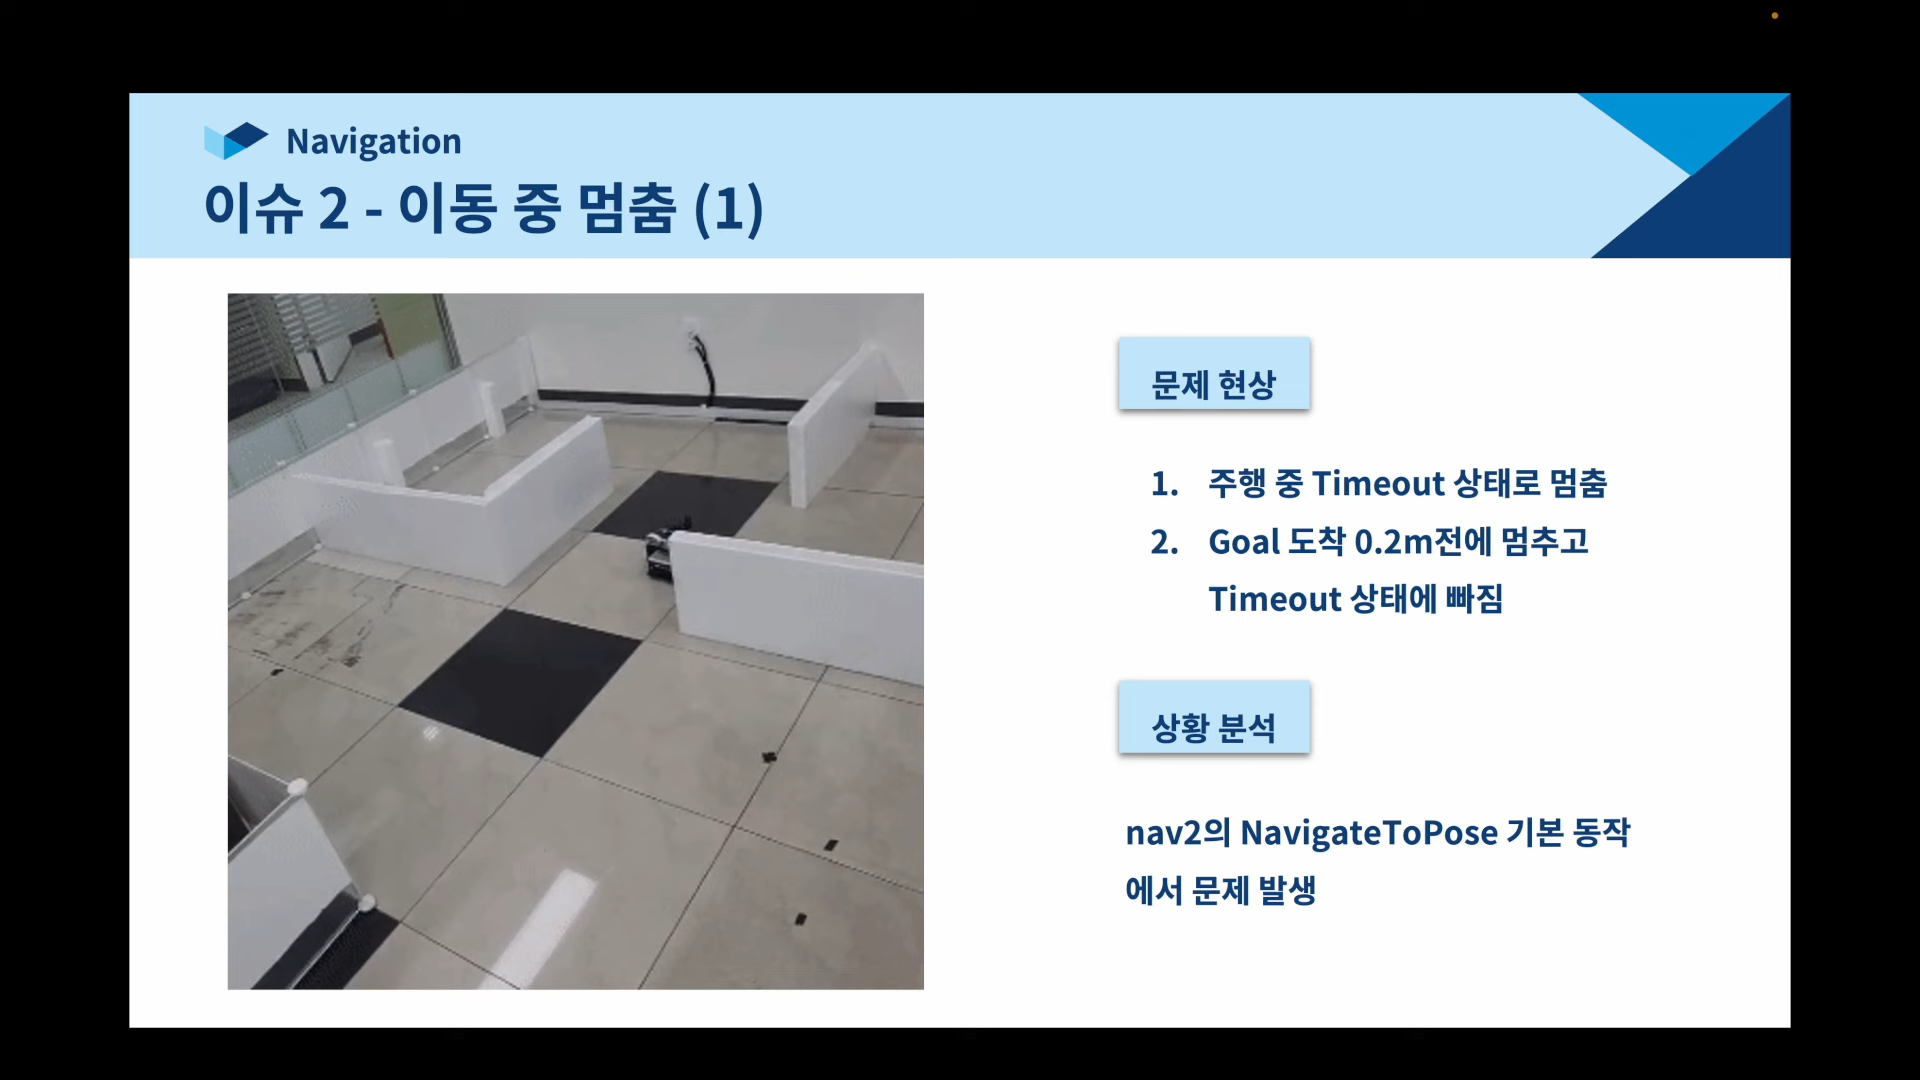 Navigation
이슈 2 - 이동 중 멈춤 (1)
문제 현상
1. 주행 중 Timeout 상태로 멈춤
2. Goal 도착 0.2m전에 멈추고
Timeout 상태에 빠짐
상황 분석
nav2의 NavigateToPose 기본 동작
에서 문제 발생